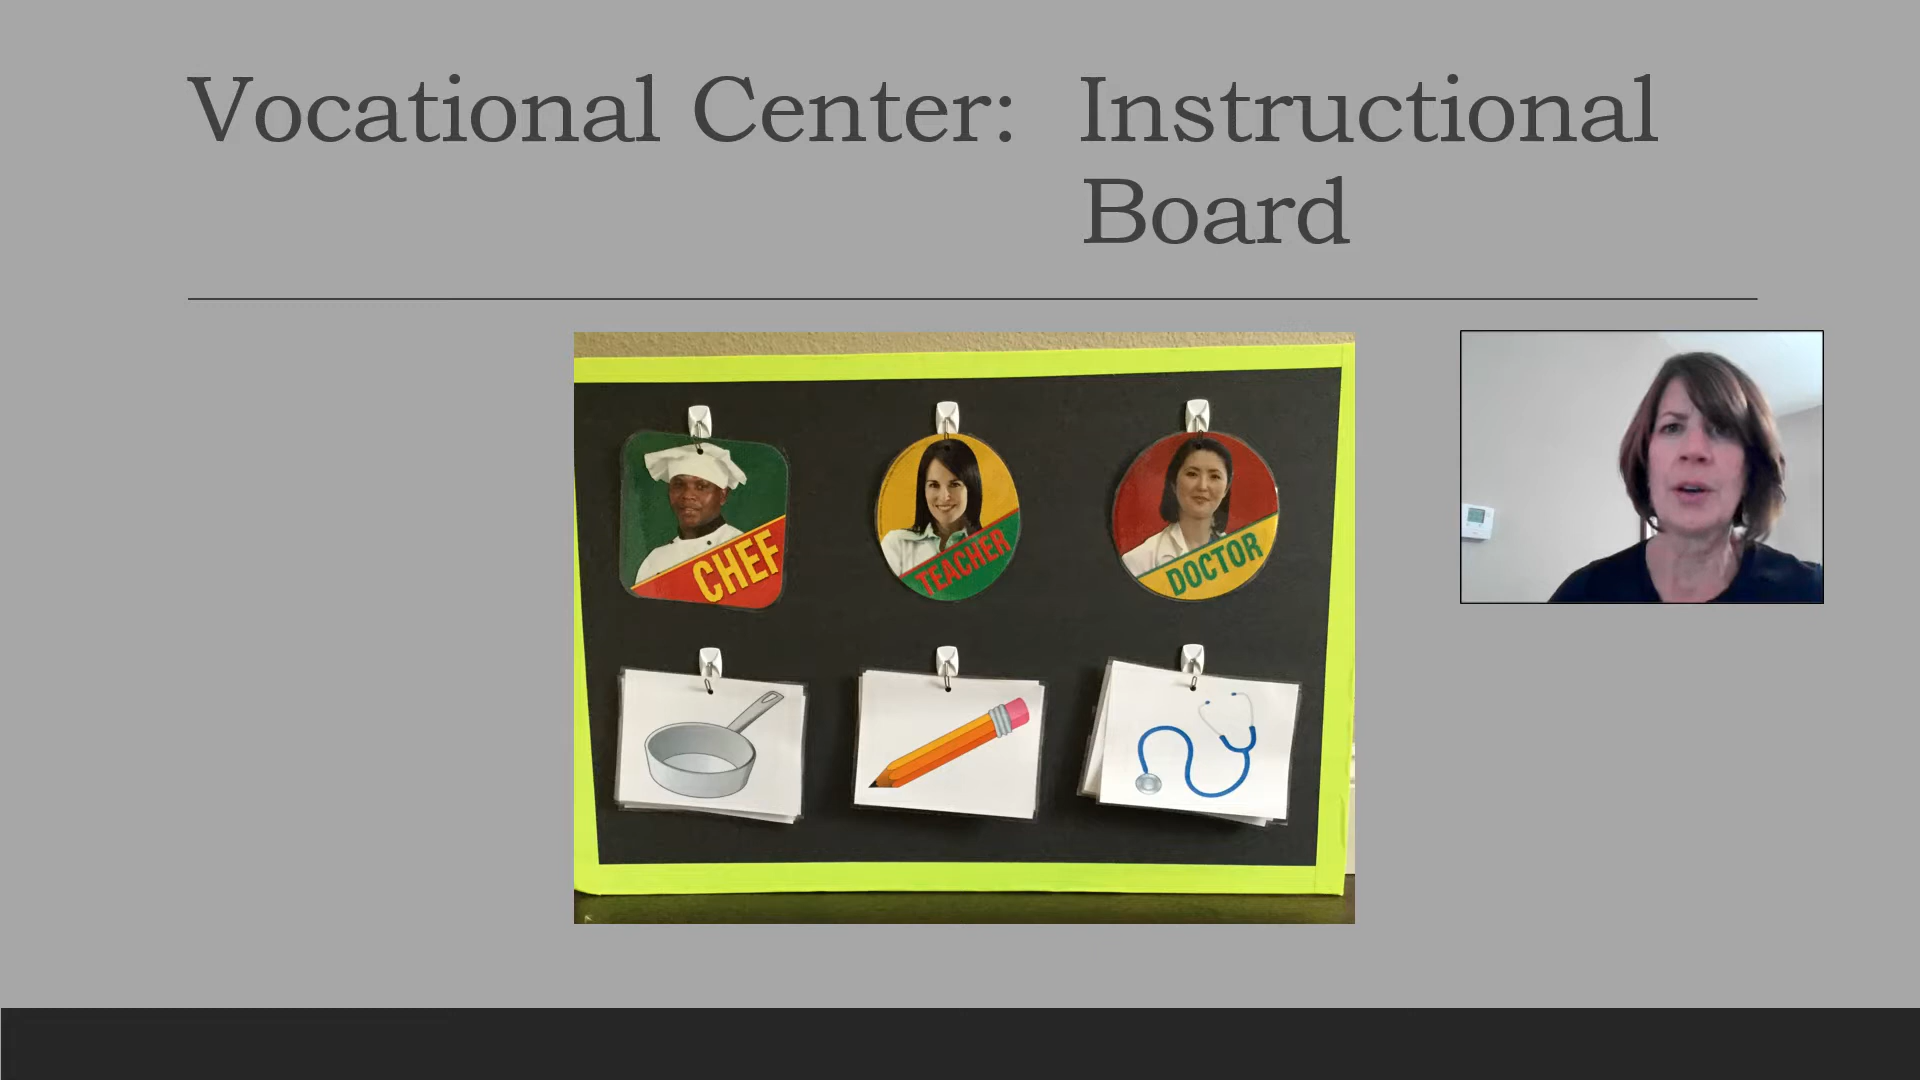 Vocational Center: Instructional
Board
CHEF
TEACHER
DOCTOR